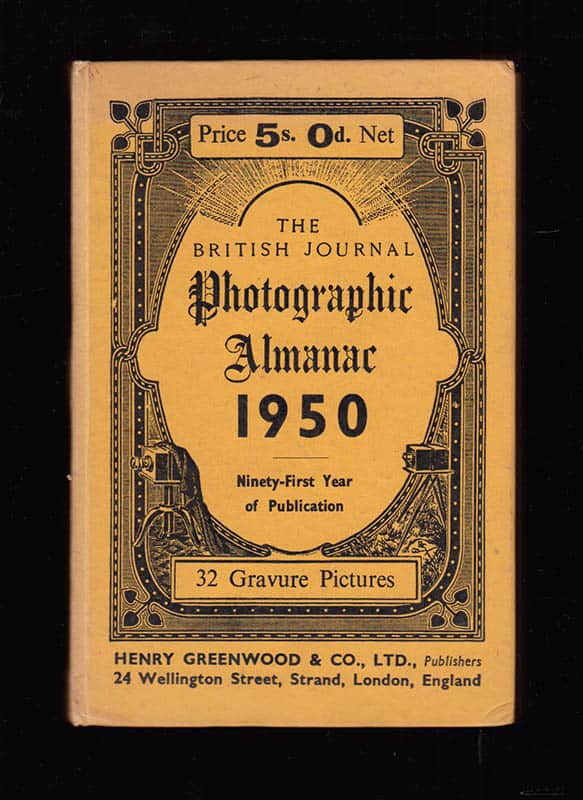 Price 5s. 0d. Net
THE
BRITISH JOURNAL
Photographic
Almanac
1950
Ninety-First Year
of Publication
32 Gravure Pictures
HENRY GREENWOOD & CO., LTD., Publishers
24 Wellington Street, Strand, London, England